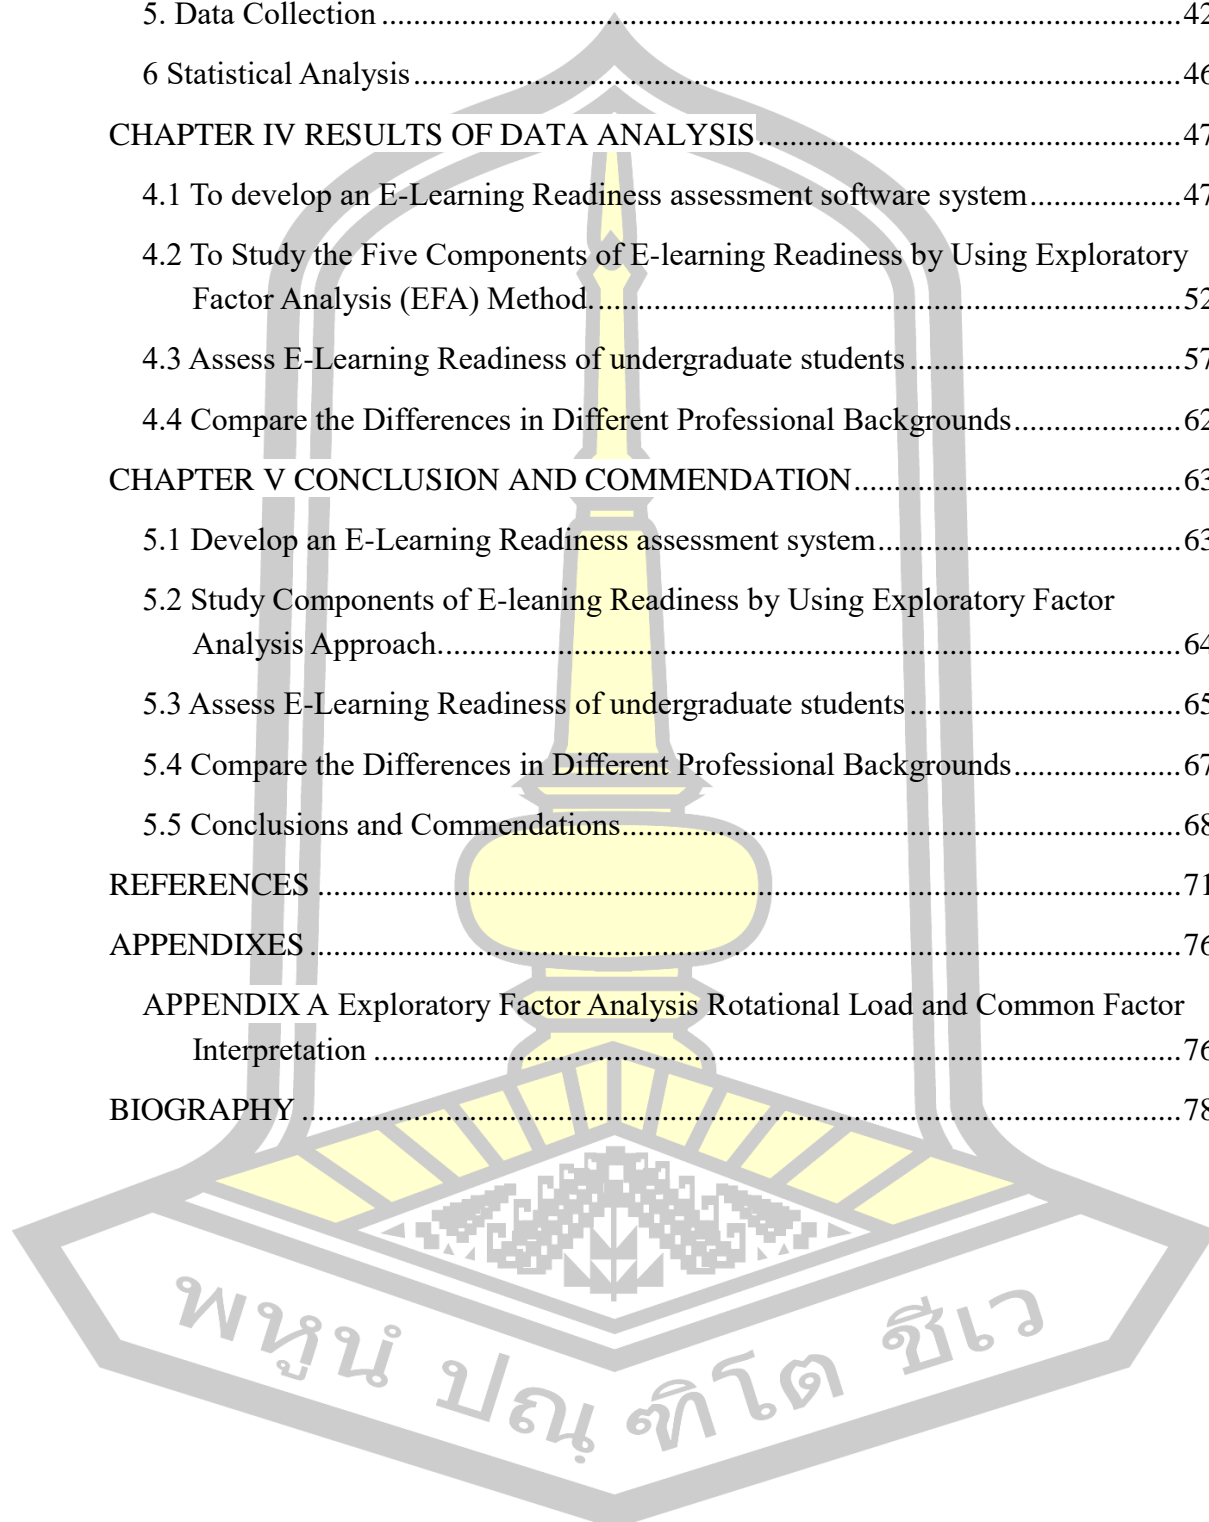 5. Data Collection ........ 42
6 Statistical Analysis ........ 46
CHAPTER IV RESULTS OF DATA ANALYSIS ........ 47
4.1 To develop an E-Learning Readiness assessment software system ........ 47
4.2 To Study the Five Components of E-learning Readiness by Using Exploratory
Factor Analysis (EFA) Method. ........ 52
4.3 Assess E-Learning Readiness of undergraduate students ........ 57
4.4 Compare the Differences in Different Professional Backgrounds ........ 62
CHAPTER V CONCLUSION AND COMMENDATION ........ 63
5.1 Develop an E-Learning Readiness assessment system ........ 63
5.2 Study Components of E-leaning Readiness by Using Exploratory Factor
Analysis Approach. ........ 64
5.3 Assess E-Learning Readiness of undergraduate students ........ 65
5.4 Compare the Differences in Different Professional Backgrounds ........ 67
5.5 Conclusions and Commendations ........ 68
REFERENCES ........ 71
APPENDIXES ........ 76
APPENDIX A Exploratory Factor Analysis Rotational Load and Common Factor
Interpretation ........ 76
BIOGRAPHY ........ 78
พหูนํ ปณฺฑิโต ชีเว